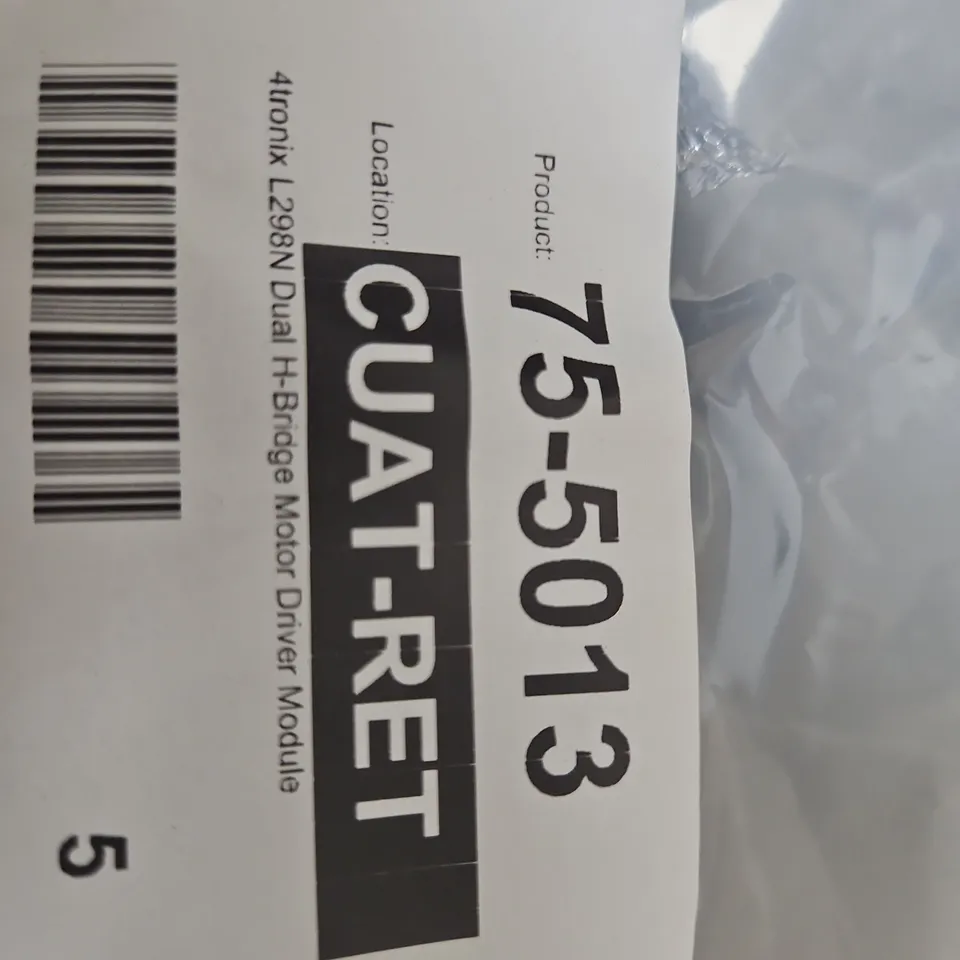 Product: 75-5013
Location: CUAT-RET
4tronix L298N Dual H-Bridge Motor Driver Module
5